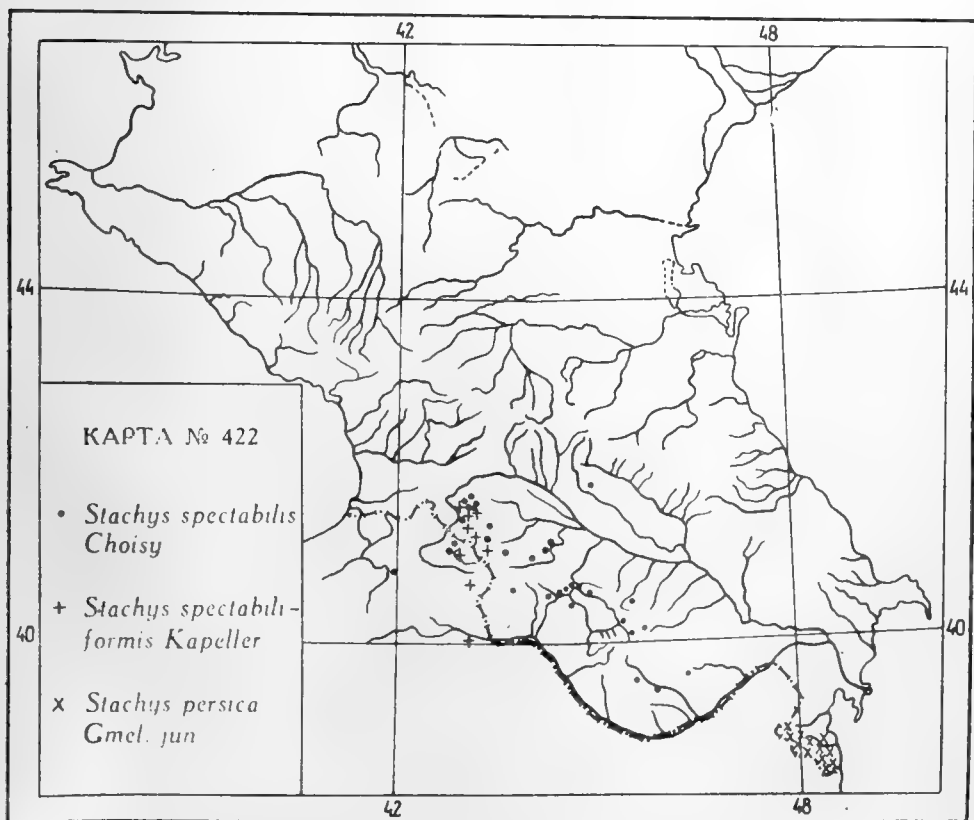 42 48
44 44
КАРТА № 422
• Stachys spectabilis
Choisy
+ Stachys spectabili-
formis Kapeller
x Stachys persica
Gmel. jun
40 40
42 48